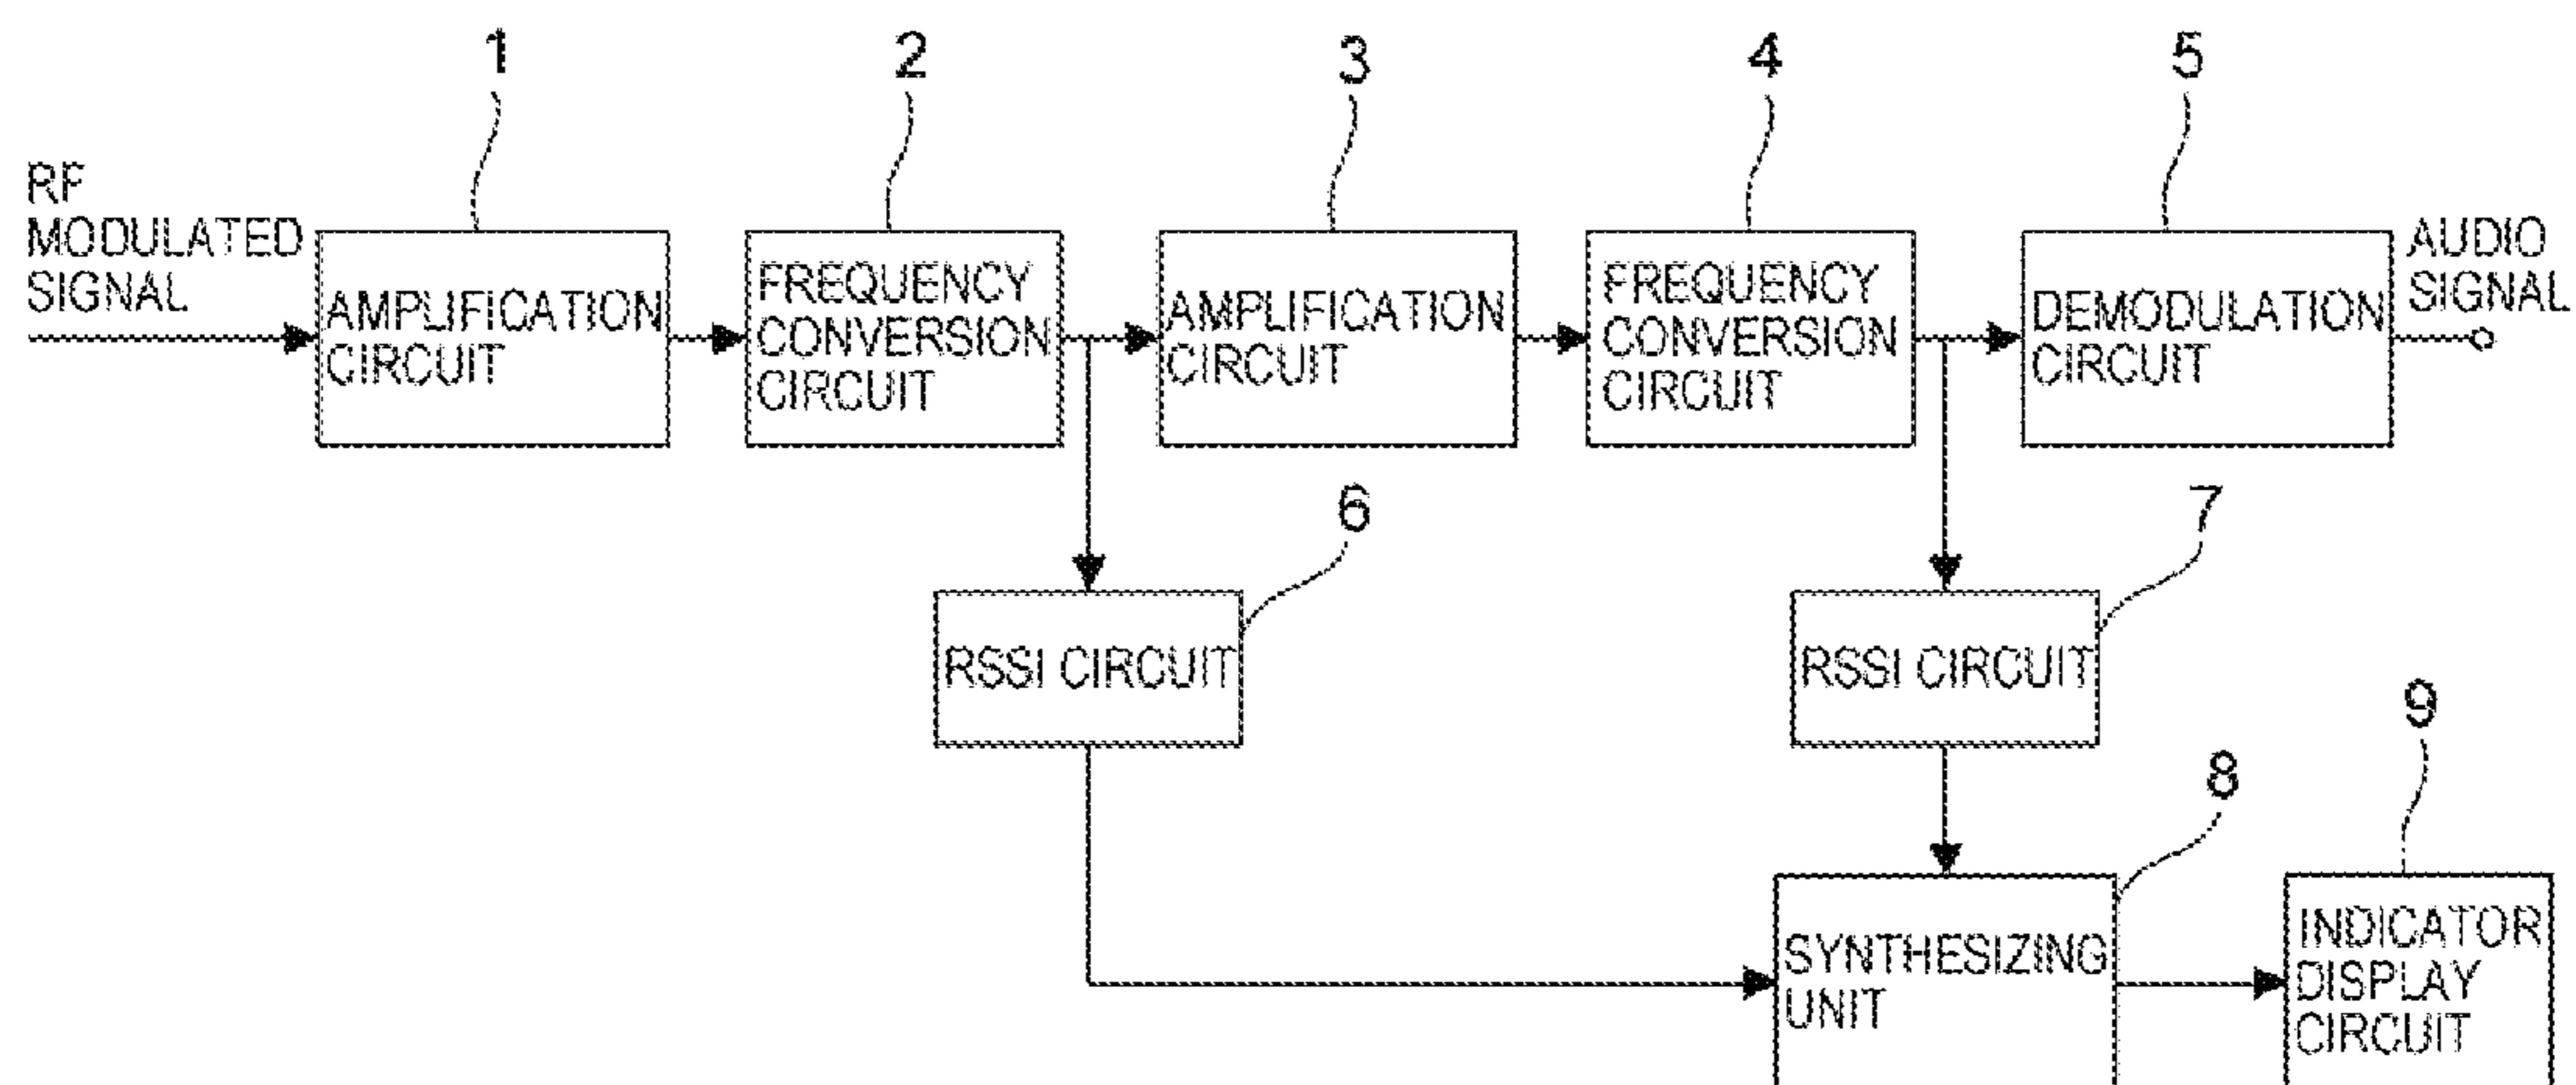 1
2
3
4
5
RF
MODULATED
SIGNAL
AMPLIFICATION
CIRCUIT
FREQUENCY
CONVERSION
CIRCUIT
AMPLIFICATION
CIRCUIT
FREQUENCY
CONVERSION
CIRCUIT
DEMODULATION
CIRCUIT
AUDIO
SIGNAL
6
7
RSSI CIRCUIT
RSSI CIRCUIT
8
9
SYNTHESIZING
UNIT
INDICATOR
DISPLAY
CIRCUIT